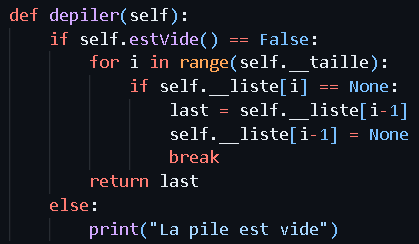 def depiler(self):
    if self.estVide() == False:
        for i in range(self.__taille):
            if self.__liste[i] == None:
                last = self.__liste[i-1]
                self.__liste[i-1] = None
                break
        return last
    else:
        print("La pile est vide")